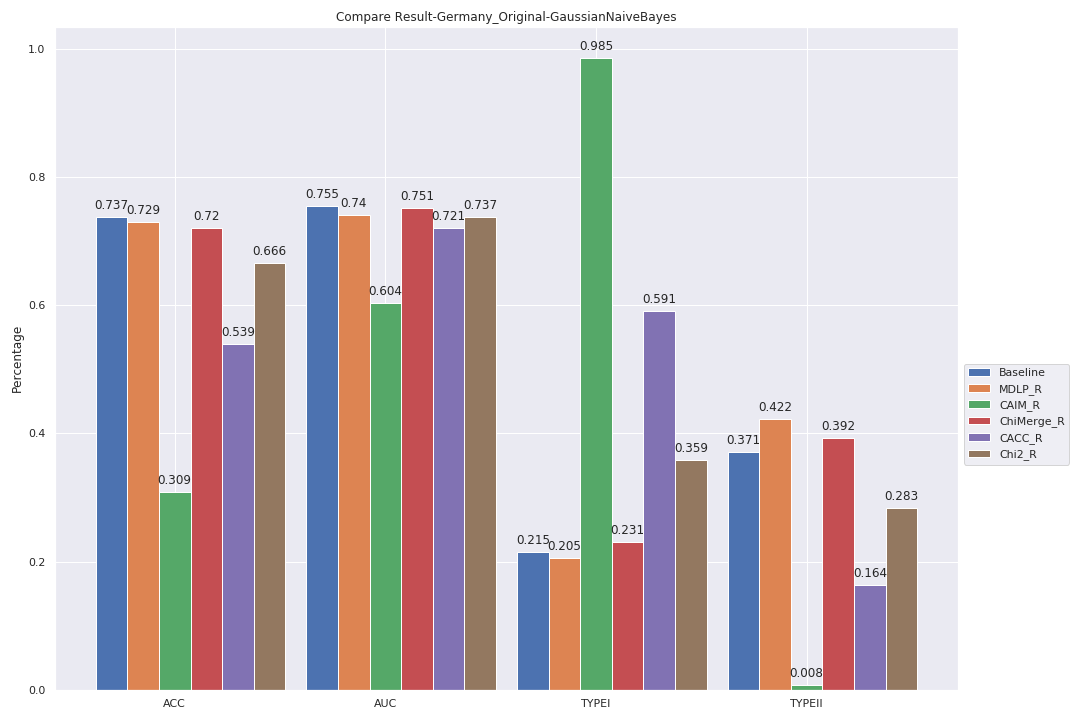 Compare Result-Germany_Original-GaussianNaiveBayes
Percentage
1.0
0.8
0.6
0.4
0.2
0.0
0.737
0.729
0.309
0.72
0.539
0.666
0.755
0.74
0.604
0.751
0.721
0.737
0.215
0.205
0.985
0.231
0.591
0.359
0.371
0.422
0.008
0.392
0.164
0.283
ACC
AUC
TYPEI
TYPEII
Baseline
MDLP_R
CAIM_R
ChiMerge_R
CACC_R
Chi2_R